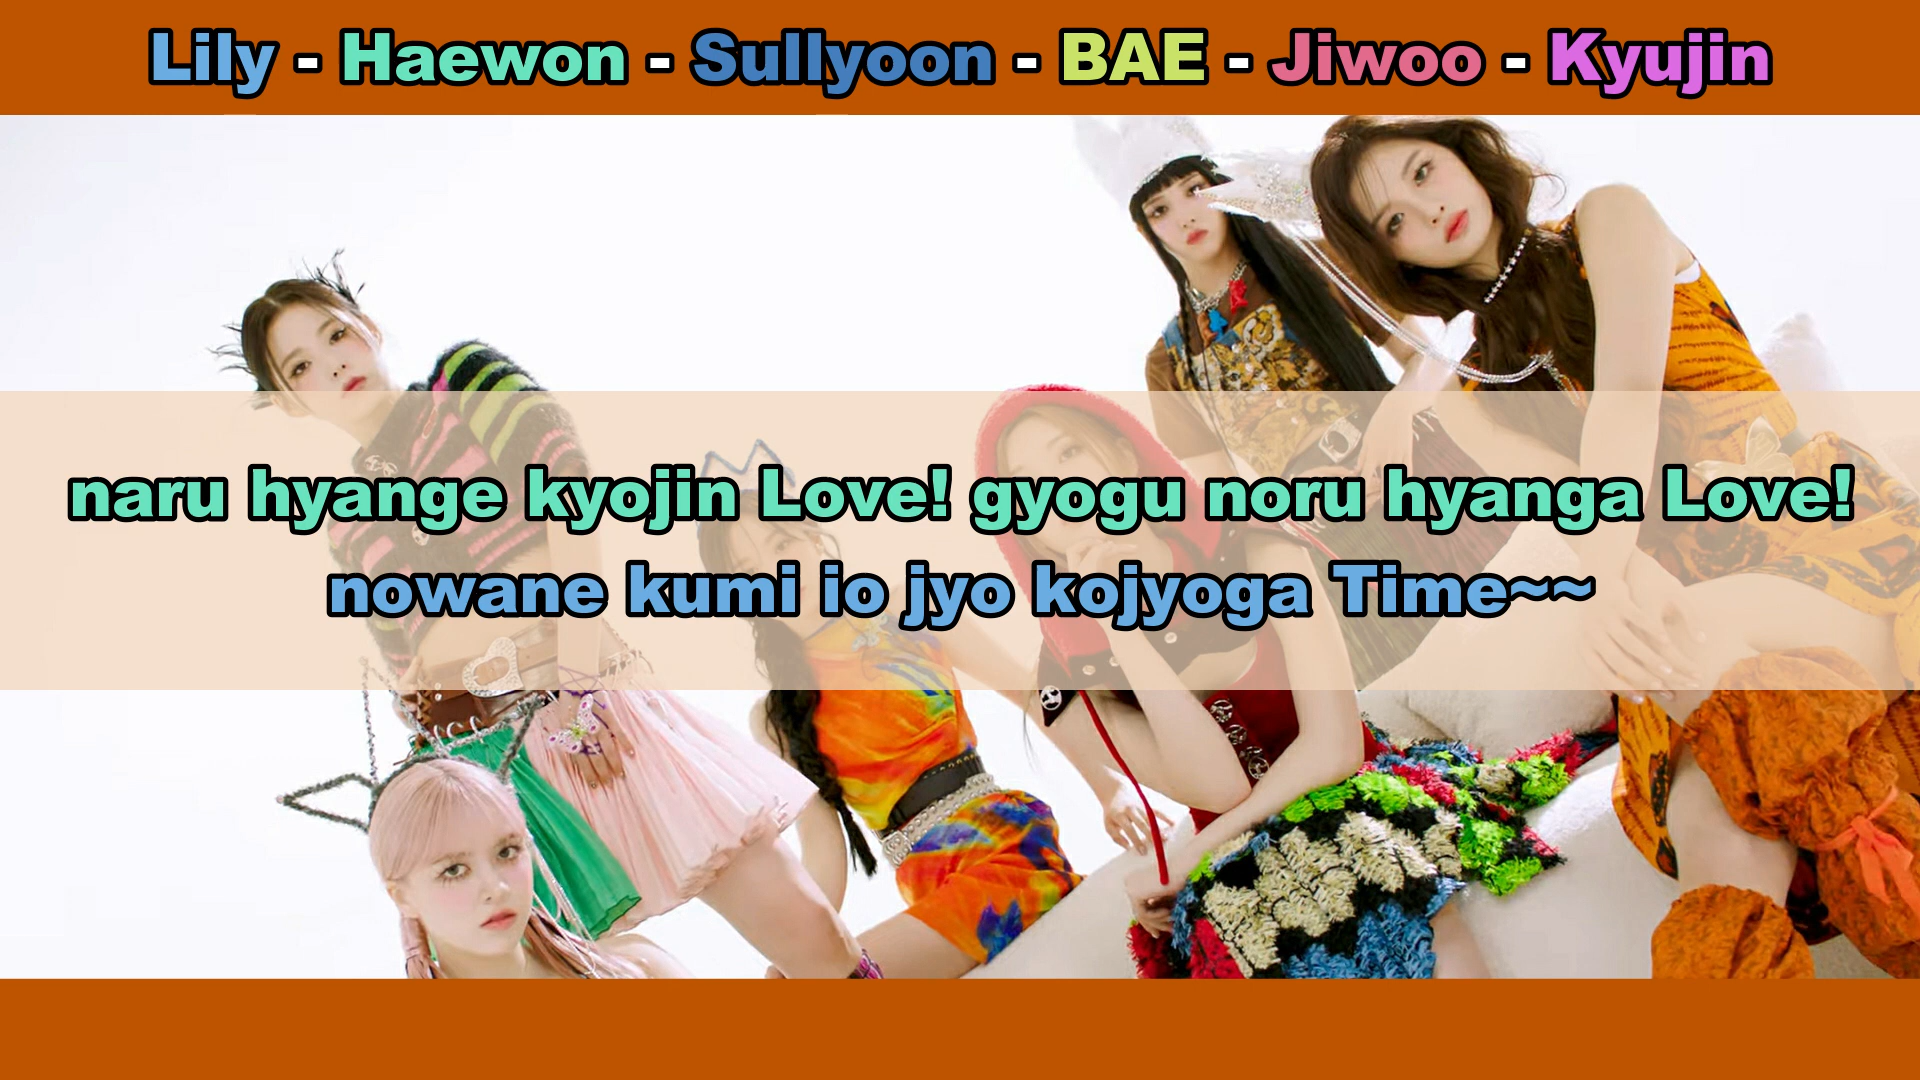 Lily - Haewon - Sullyoon - BAE - Jiwoo - Kyujin
naru hyange kyojin Love! gyogu noru hyanga Love!
nowane kumi io jyo kojyoga Time~~